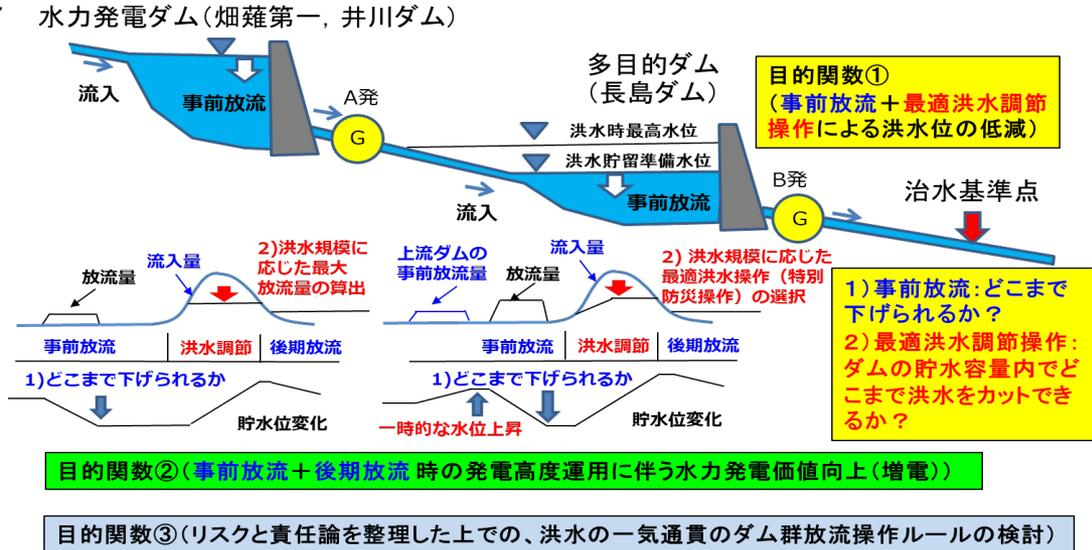 水力発電ダム（畑薙第一，井川ダム）
流入
事前放流
A発
G
多目的ダム
（長島ダム）
洪水時最高水位
洪水貯留準備水位
流入
事前放流
B発
G
治水基準点
目的関数①
（事前放流＋最適洪水調節
操作による洪水位の低減）
放流量
流入量
2)洪水規模に
応じた最大
放流量の算出
事前放流
洪水調節
後期放流
1)どこまで下げられるか
貯水位変化
上流ダムの
事前放流量
放流量
流入量
2) 洪水規模に応じた
最適洪水操作（特別
防災操作）の選択
事前放流
洪水調節
後期放流
1)どこまで下げられるか
一時的な水位上昇
貯水位変化
１）事前放流：どこまで
下げられるか？
２）最適洪水調節操作：
ダムの貯水容量内でど
こまで洪水をカットでき
るか？
目的関数②（事前放流＋後期放流 時の発電高度運用に伴う水力発電価値向上（増電））
目的関数③（リスクと責任論を整理した上での、洪水の一気通貫のダム群放流操作ルールの検討）